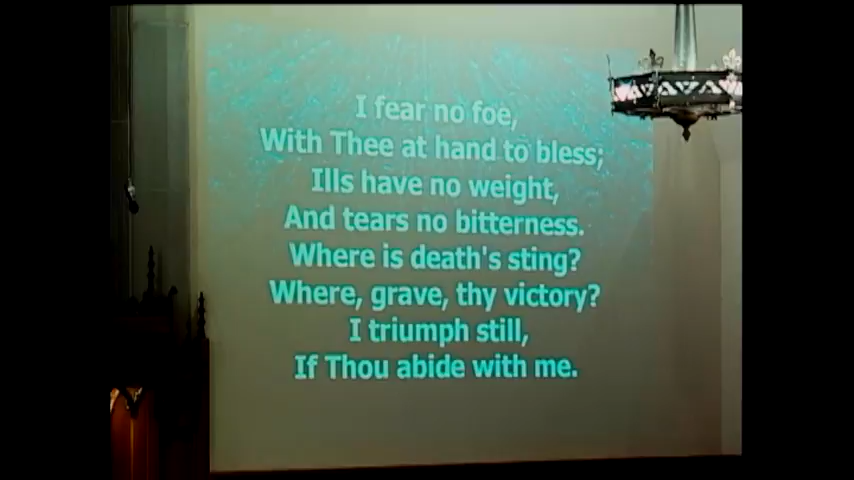 I fear no foe,
With Thee at hand to bless;
Ills have no weight,
And tears no bitterness.
Where is death's sting?
Where, grave, thy victory?
I triumph still,
If Thou abide with me.